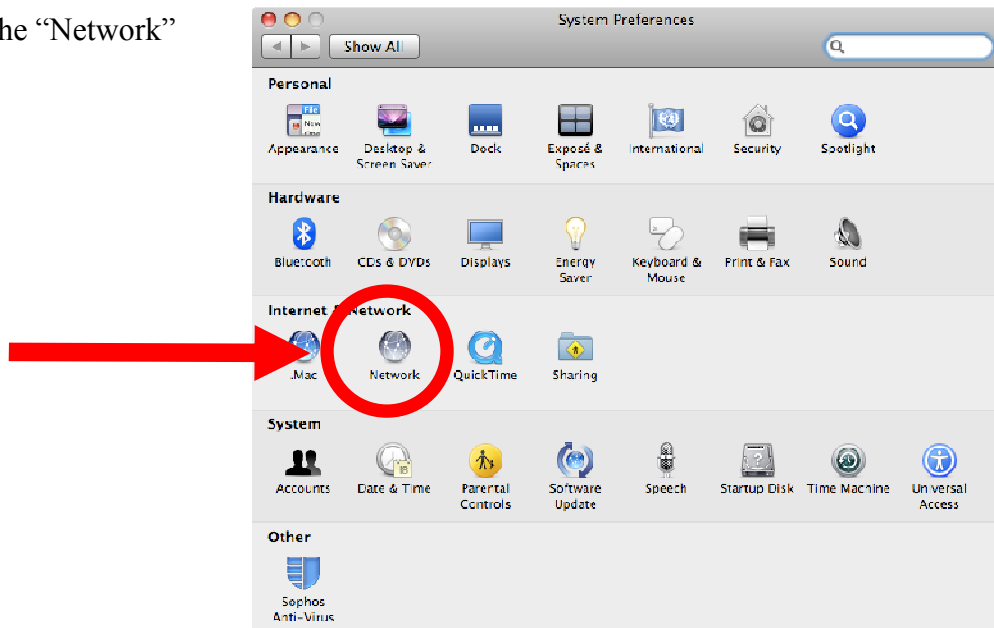 he “Network”
System Preferences
Show All
Personal
Appearance Desktop & Screen Saver Dock Exposé & Spaces International Security Spotlight
Hardware
Bluetooth CDs & DVDs Displays Energy Saver Keyboard & Mouse Print & Fax Sound
Internet & Network
.Mac Network QuickTime Sharing
System
Accounts Date & Time Parental Controls Software Update Speech Startup Disk Time Machine Universal Access
Other
Sophos Anti-Virus